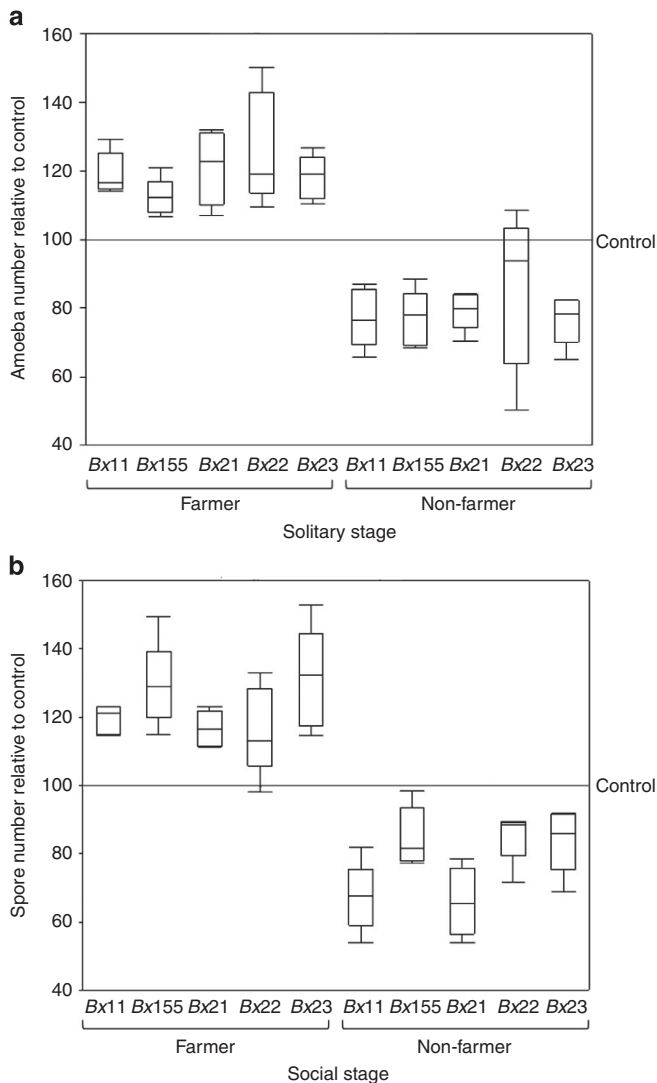 a
160
140
120
100
80
60
40
Amoeba number relative to control
Control
Bx11 Bx155 Bx21 Bx22 Bx23 Bx11 Bx155 Bx21 Bx22 Bx23
Farmer Non-farmer
Solitary stage
b
160
140
120
100
80
60
40
Spore number relative to control
Control
Bx11 Bx155 Bx21 Bx22 Bx23 Bx11 Bx155 Bx21 Bx22 Bx23
Farmer Non-farmer
Social stage